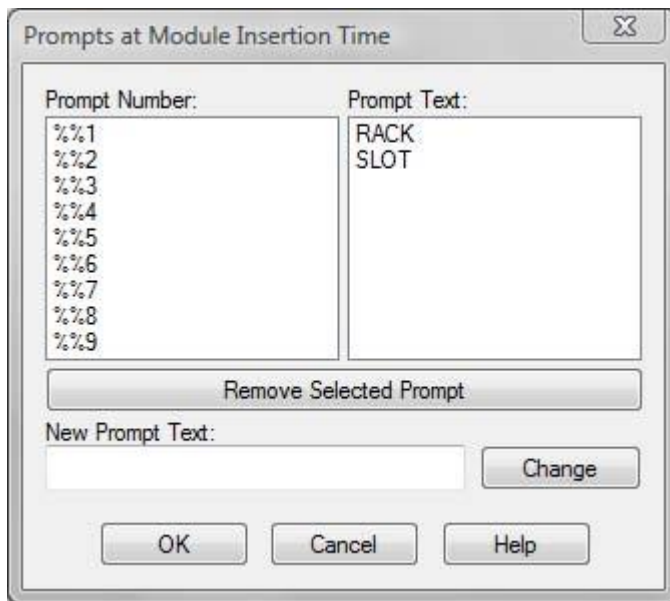 Prompts at Module Insertion Time
Prompt Number:
%%1
%%2
%%3
%%4
%%5
%%6
%%7
%%8
%%9
Prompt Text:
RACK
SLOT
Remove Selected Prompt
New Prompt Text:
Change
OK
Cancel
Help